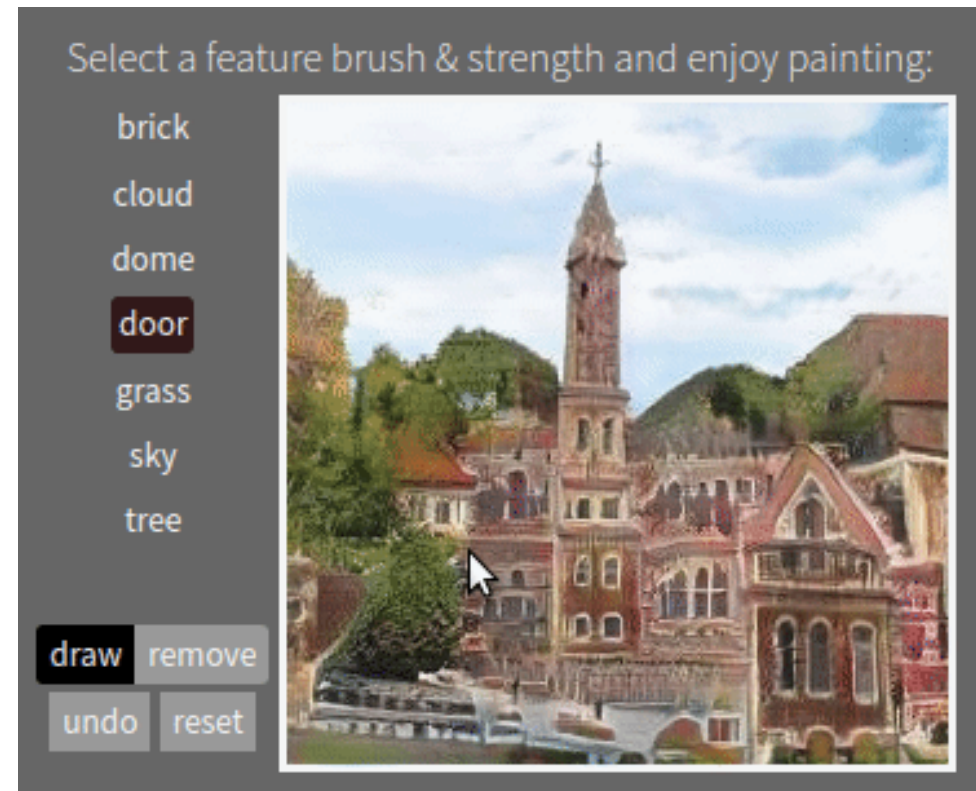 Select a feature brush & strength and enjoy painting:
brick
cloud
dome
door
grass
sky
tree
draw remove
undo reset